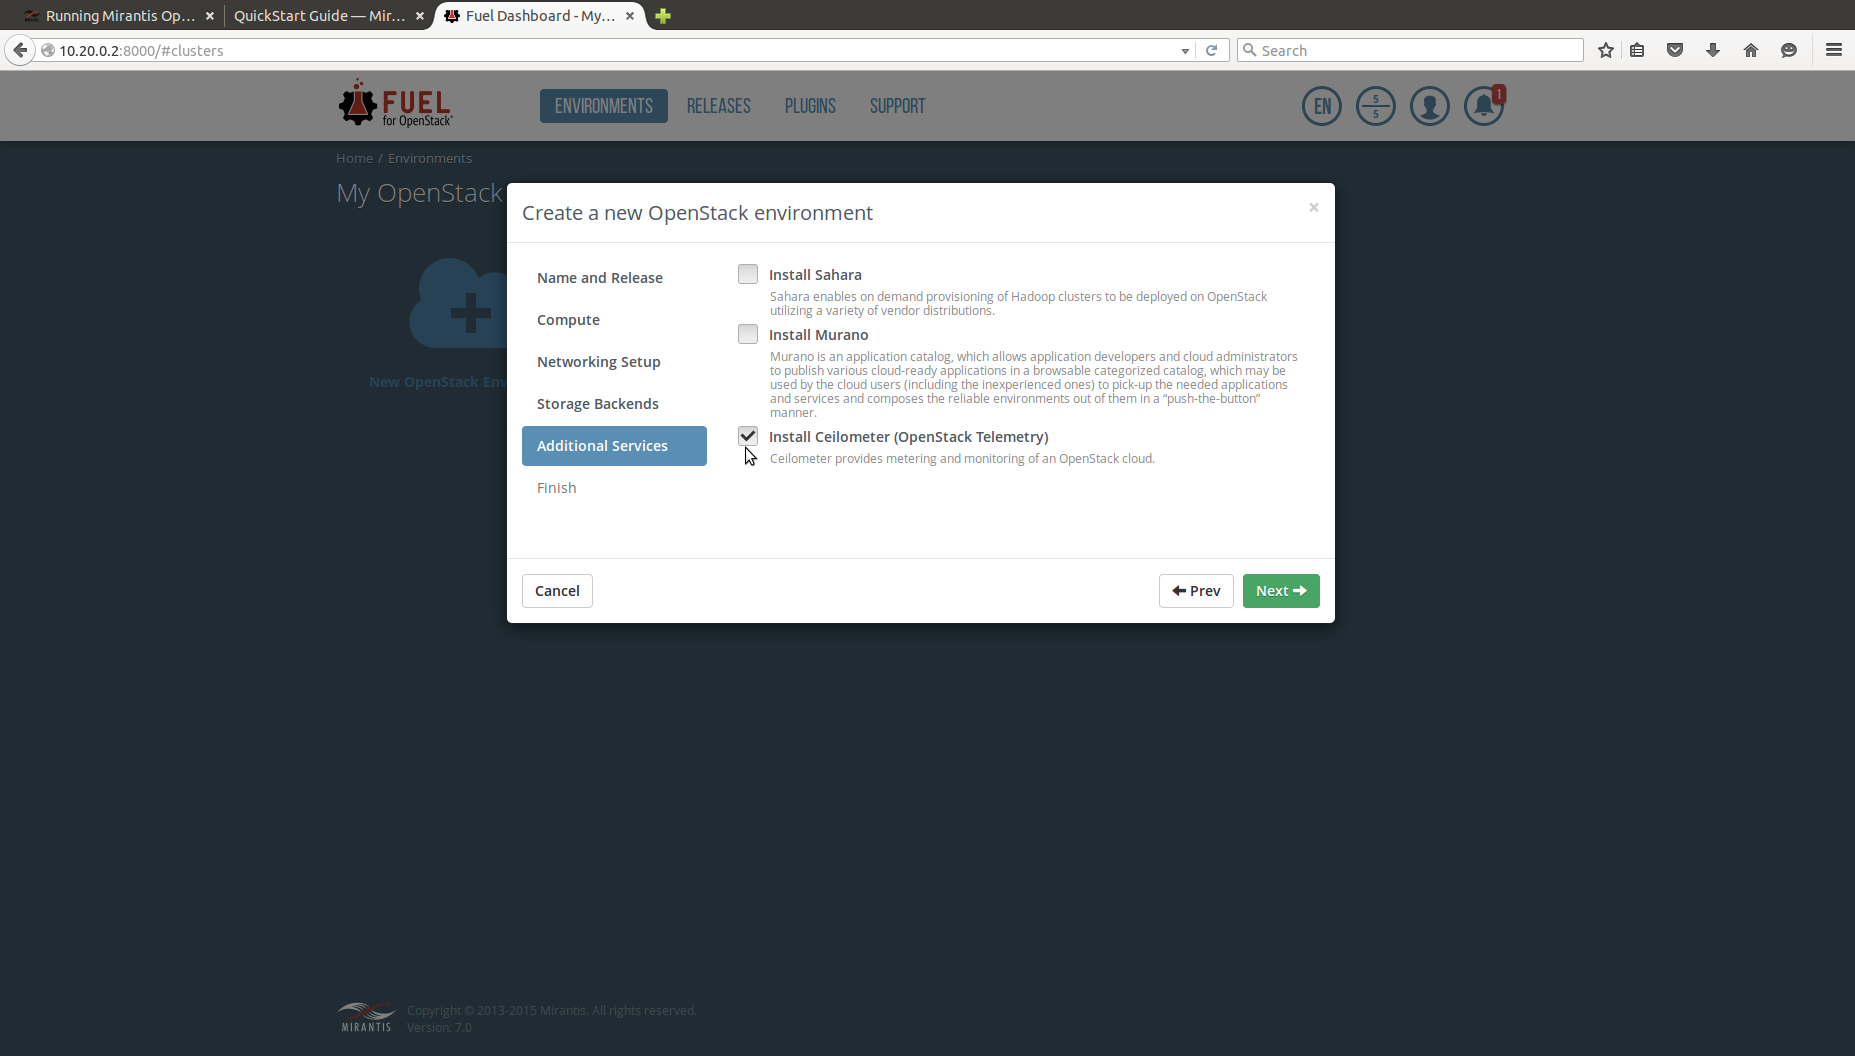 Running Mirantis Op...
QuickStart Guide — Mir...
Fuel Dashboard - My...
10.20.0.2:8000/#clusters
Search
FUEL
for OpenStack
ENVIRONMENTS
RELEASES
PLUGINS
SUPPORT
EN
5
5
1
Home / Environments
My OpenStack
New OpenStack Env
Create a new OpenStack environment
×
Name and Release
Compute
Networking Setup
Storage Backends
Additional Services
Finish
Install Sahara
Sahara enables on demand provisioning of Hadoop clusters to be deployed on OpenStack
utilizing a variety of vendor distributions.
Install Murano
Murano is an application catalog, which allows application developers and cloud administrators
to publish various cloud-ready applications in a browsable categorized catalog, which may be
used by the cloud users (including the inexperienced ones) to pick-up the needed applications
and services and composes the reliable environments out of them in a “push-the-button”
manner.
Install Ceilometer (OpenStack Telemetry)
Ceilometer provides metering and monitoring of an OpenStack cloud.
Cancel
Prev
Next
MIRANTIS
Copyright © 2013-2015 Mirantis. All rights reserved.
Version: 7.0